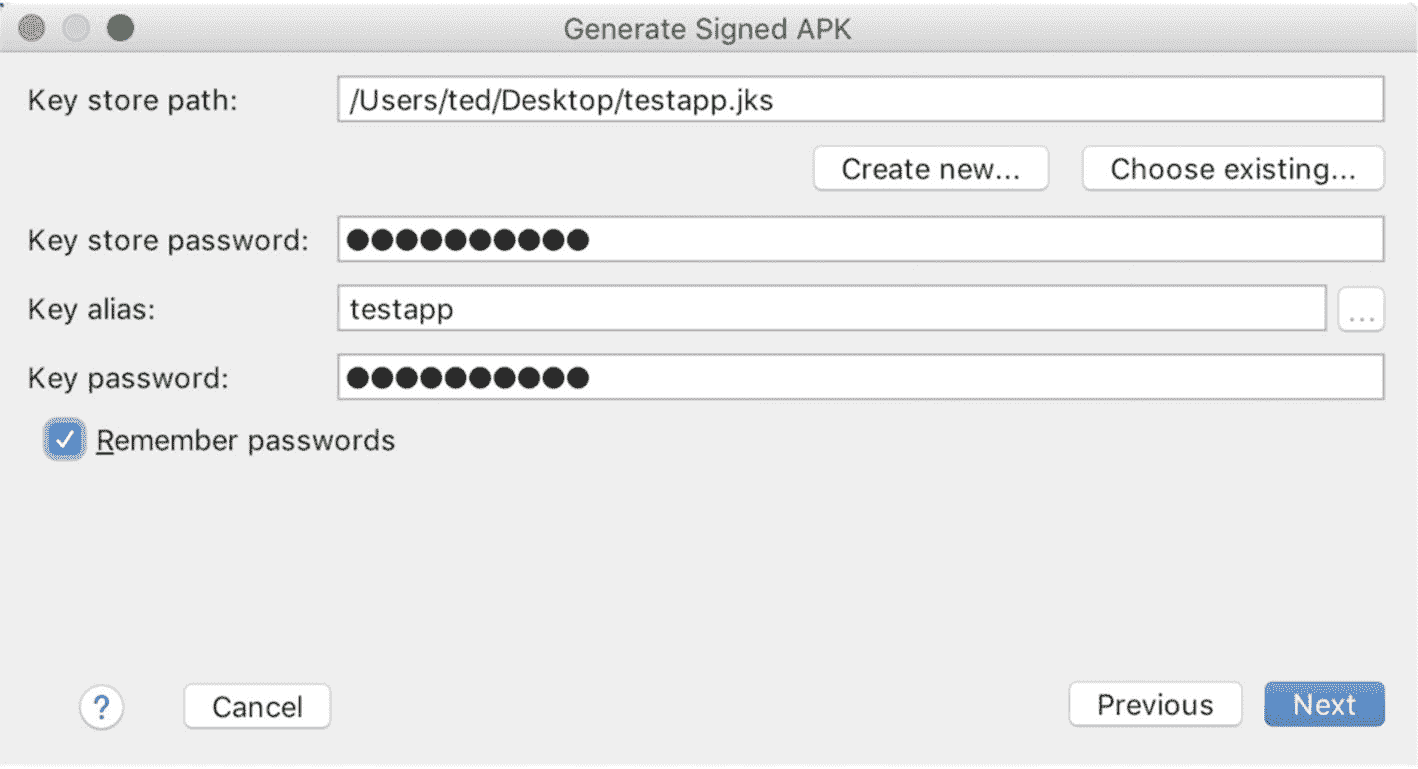 Generate Signed APK
Key store path: /Users/ted/Desktop/testapp.jks
Create new... Choose existing...
Key store password: ●●●●●●●●●●
Key alias: testapp ...
Key password: ●●●●●●●●●●
Remember passwords
? Cancel Previous Next